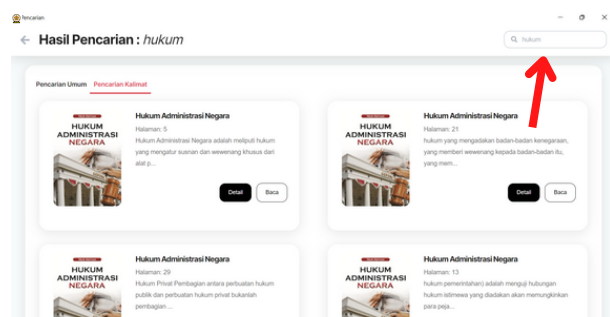 Pencarian
Hasil Pencarian : hukum
hukum
Pencarian Umum Pencarian Kalimat
HUKUM
ADMINISTRASI
NEGARA
Hukum Administrasi Negara
Halaman: 5
Hukum Administrasi Negara adalah meliputi hukum
yang mengatur susnan dan wewenang khusus dari
alat p...
Detail Baca
HUKUM
ADMINISTRASI
NEGARA
Hukum Administrasi Negara
Halaman: 21
hukum yang mengadakan badan-badan kenegaraan,
yang memberi wewenang kepada badan-badan itu,
yang mem...
Detail Baca
HUKUM
ADMINISTRASI
NEGARA
Hukum Administrasi Negara
Halaman: 29
Hukum Privat Pembagian antara perbuatan hukum
publik dan perbuatan hukum privat bukanlah
pembagian ...
HUKUM
ADMINISTRASI
NEGARA
Hukum Administrasi Negara
Halaman: 13
hukum pemerintahan) adalah menguji hubungan
hukum istimewa yang diadakan akan memungkinkan
para peja...